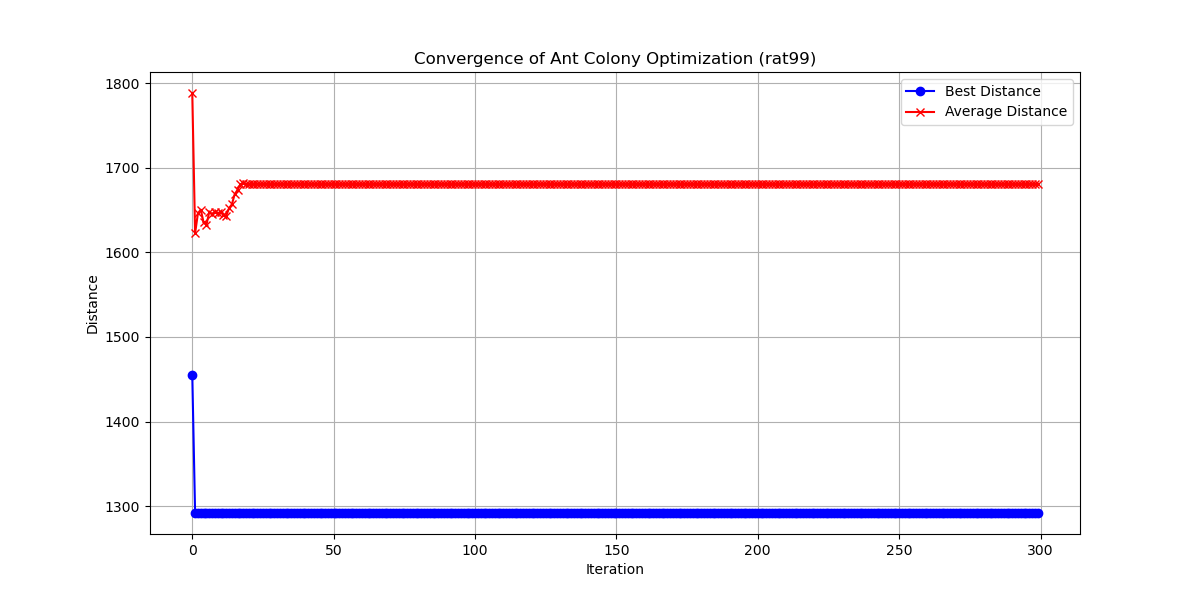 Convergence of Ant Colony Optimization (rat99)
Best Distance
Average Distance
1800
1700
1600
1500
1400
1300
Distance
0 50 100 150 200 250 300
Iteration